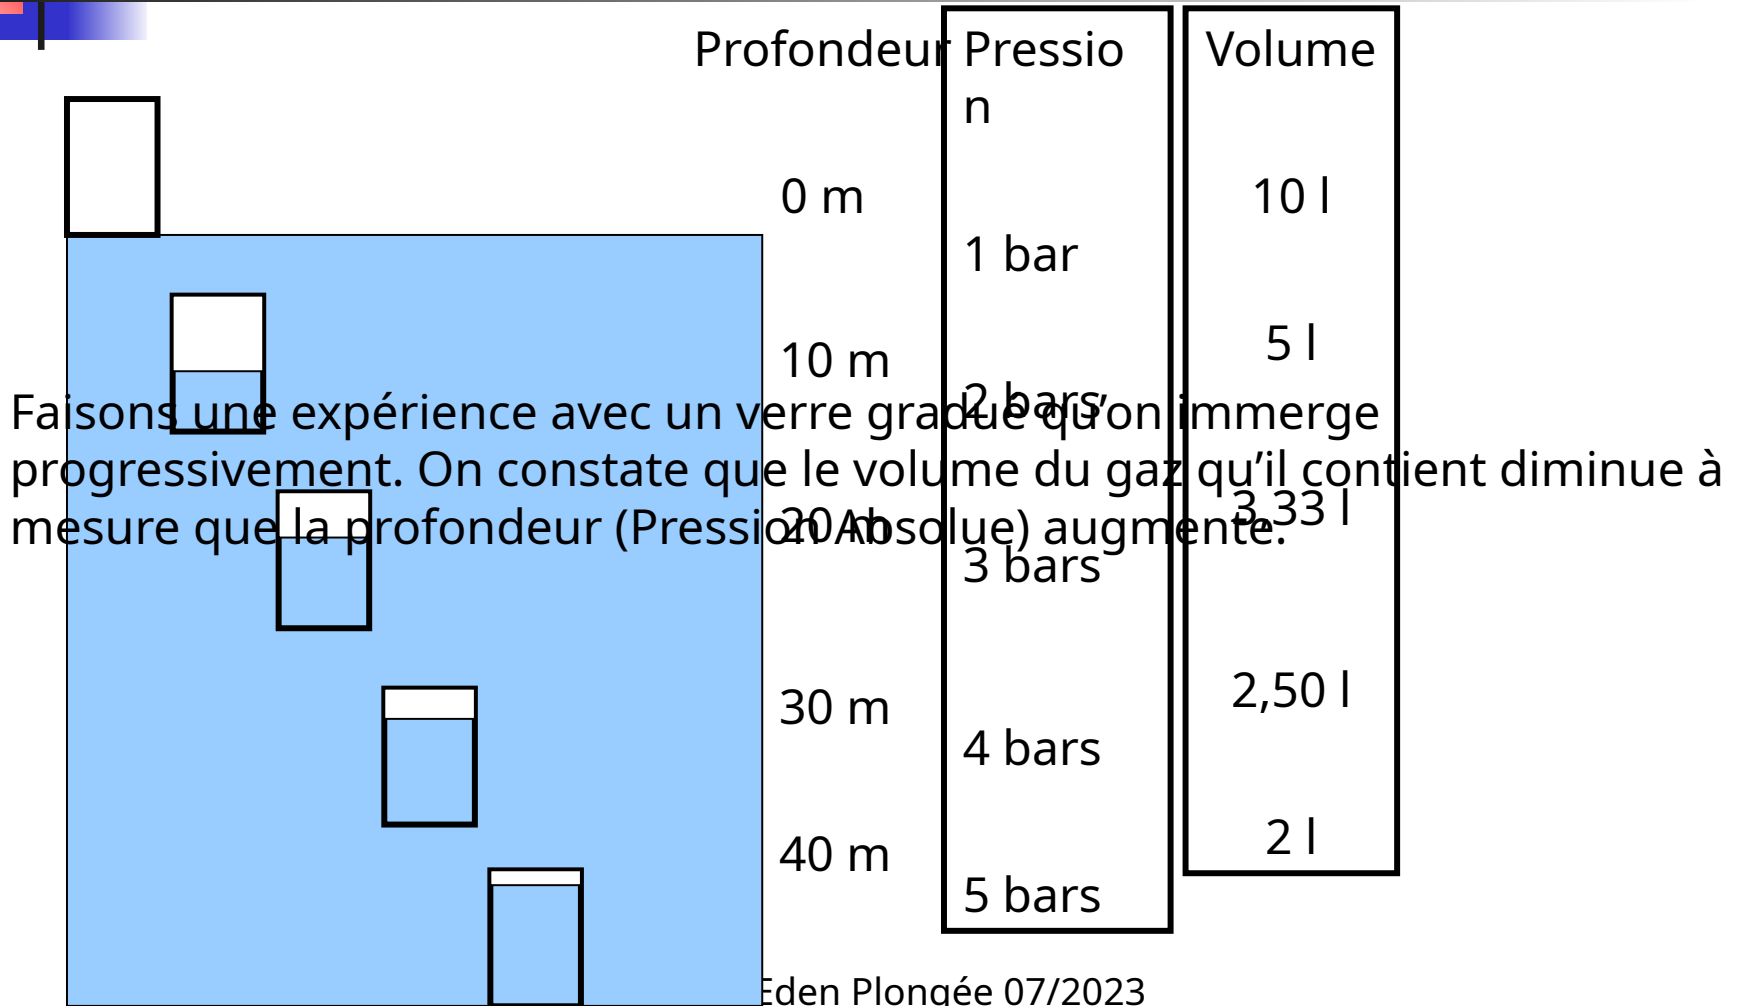 Profondeur
0 m
10 m
20 m
30 m
40 m
Pressio
n
1 bar
2 bars
3 bars
4 bars
5 bars
Volume
10 l
5 l
3,33 l
2,50 l
2 l
Faisons une expérience avec un verre gradué qu’on immerge
progressivement. On constate que le volume du gaz qu’il contient diminue à
mesure que la profondeur (Pression Absolue) augmente.
Eden Plongée 07/2023